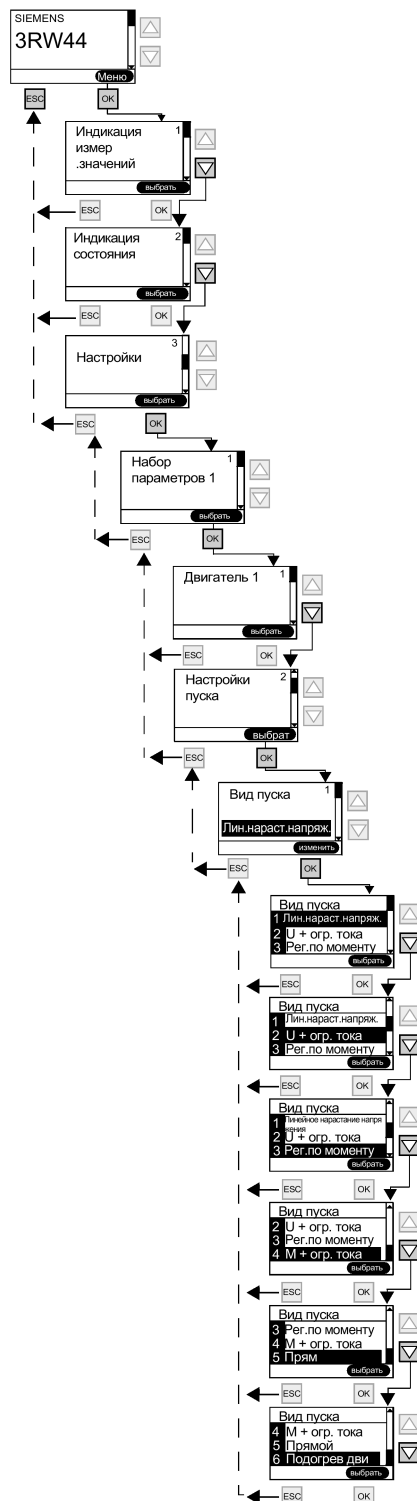 SIEMENS
3RW44
Меню
ESC
OK
Индикация
измер
.значений
1
выбрать
ESC
OK
Индикация
состояния
2
выбрать
ESC
OK
Настройки
3
выбрать
ESC
OK
Набор
параметров 1
1
выбрать
ESC
OK
Двигатель 1
1
выбрать
ESC
OK
Настройки
пуска
2
выбрат
ESC
OK
Вид пуска
1
Лин.нараст.напряж.
изменить
ESC
OK
Вид пуска
1 Лин.нараст.напряж.
2 U + огр. тока
3 Рег.по моменту
выбрать
ESC
OK
Вид пуска
1 Лин.нараст.напряж.
2 U + огр. тока
3 Рег.по моменту
выбрать
ESC
OK
Вид пуска
1 Линейное нарастание напря
жения
2 U + огр. тока
3 Рег.по моменту
выбрать
ESC
OK
Вид пуска
2 U + огр. тока
3 Рег.по моменту
4 M + огр. тока
выбрать
ESC
OK
Вид пуска
3 Рег.по моменту
4 M + огр. тока
5 Прям
выбрать
ESC
OK
Вид пуска
4 M + огр. тока
5 Прямой
6 Подогрев дви
выбрать
ESC
OK